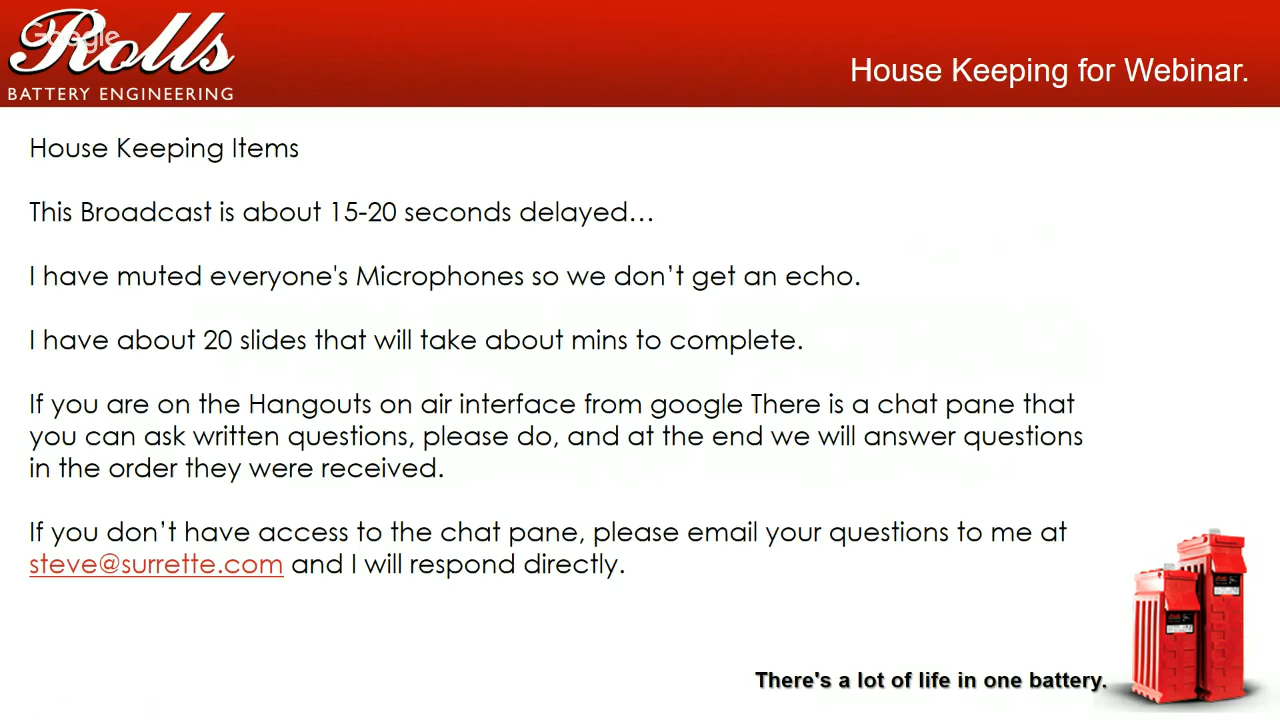 Google
Rolls
BATTERY ENGINEERING
House Keeping for Webinar.
House Keeping Items
This Broadcast is about 15-20 seconds delayed…
I have muted everyone's Microphones so we don’t get an echo.
I have about 20 slides that will take about mins to complete.
If you are on the Hangouts on air interface from google There is a chat pane that
you can ask written questions, please do, and at the end we will answer questions
in the order they were received.
If you don’t have access to the chat pane, please email your questions to me at
steve@surrette.com and I will respond directly.
There's a lot of life in one battery.